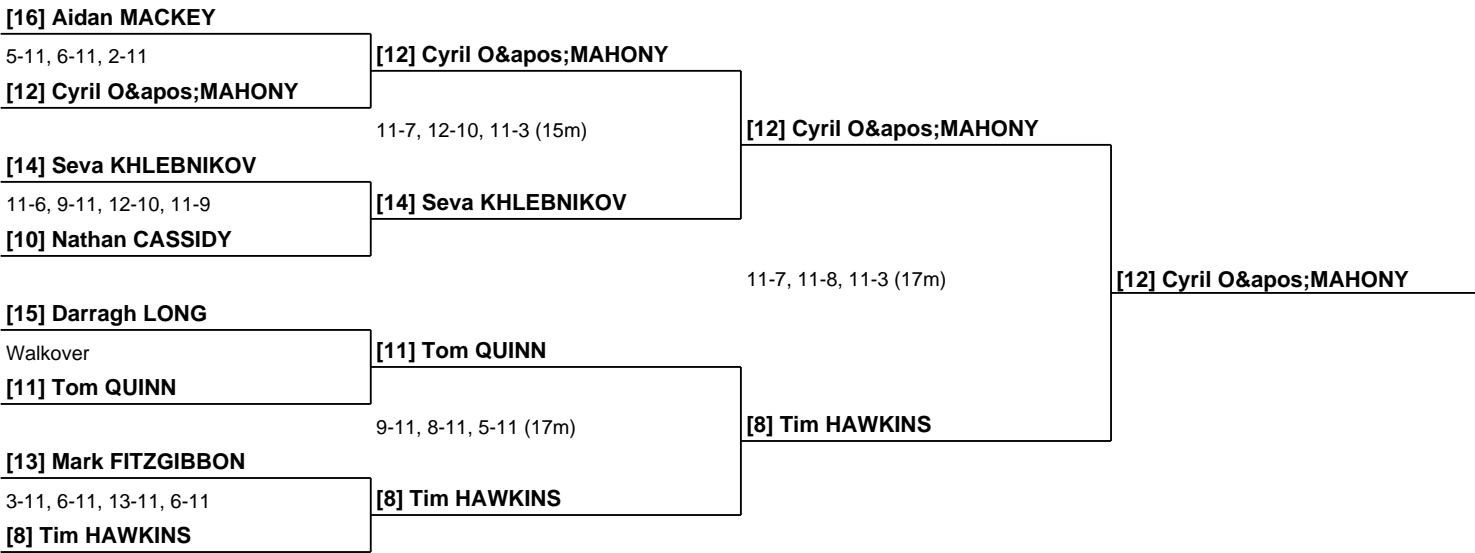 [16] Aidan MACKEY
5-11, 6-11, 2-11
[12] Cyril O&apos;MAHONY
[12] Cyril O&apos;MAHONY
11-7, 12-10, 11-3 (15m)
[12] Cyril O&apos;MAHONY
[14] Seva KHLEBNIKOV
11-6, 9-11, 12-10, 11-9
[14] Seva KHLEBNIKOV
[10] Nathan CASSIDY
11-7, 11-8, 11-3 (17m)
[12] Cyril O&apos;MAHONY
[15] Darragh LONG
Walkover
[11] Tom QUINN
[11] Tom QUINN
9-11, 8-11, 5-11 (17m)
[8] Tim HAWKINS
[13] Mark FITZGIBBON
3-11, 6-11, 13-11, 6-11
[8] Tim HAWKINS
[8] Tim HAWKINS